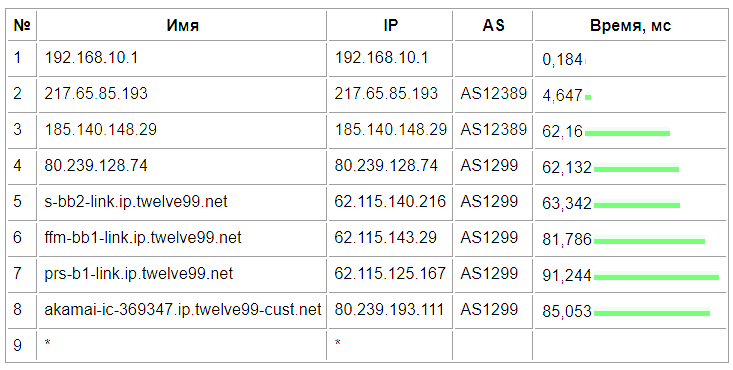 № Имя IP AS Время, мс
1 192.168.10.1 192.168.10.1 0,184
2 217.65.85.193 217.65.85.193 AS12389 4,647
3 185.140.148.29 185.140.148.29 AS12389 62,16
4 80.239.128.74 80.239.128.74 AS1299 62,132
5 s-bb2-link.ip.twelve99.net 62.115.140.216 AS1299 63,342
6 ffm-bb1-link.ip.twelve99.net 62.115.143.29 AS1299 81,786
7 prs-b1-link.ip.twelve99.net 62.115.125.167 AS1299 91,244
8 akamai-ic-369347.ip.twelve99-cust.net 80.239.193.111 AS1299 85,053
9 * *